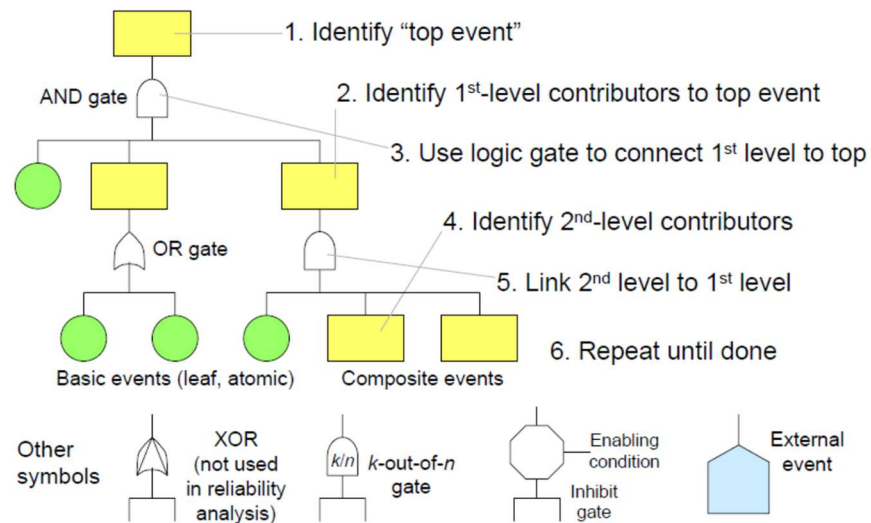 1. Identify “top event”
AND gate
2. Identify 1st-level contributors to top event
3. Use logic gate to connect 1st level to top
4. Identify 2nd-level contributors
OR gate
5. Link 2nd level to 1st level
6. Repeat until done
Basic events (leaf, atomic)
Composite events
Other
symbols
XOR
(not used
in reliability
analysis)
k/n
k-out-of-n
gate
Enabling
condition
Inhibit
gate
External
event